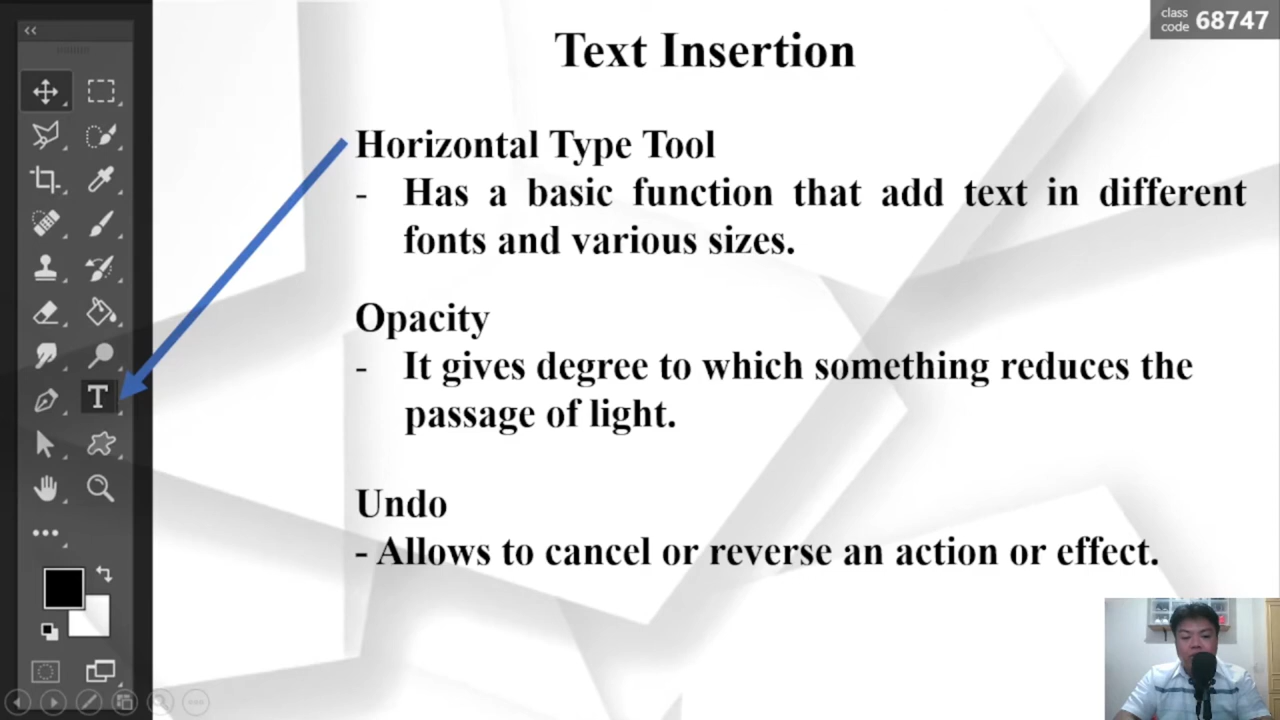 class
code 68747
Text Insertion
Horizontal Type Tool
- Has a basic function that add text in different
fonts and various sizes.
Opacity
- It gives degree to which something reduces the
passage of light.
Undo
- Allows to cancel or reverse an action or effect.
T